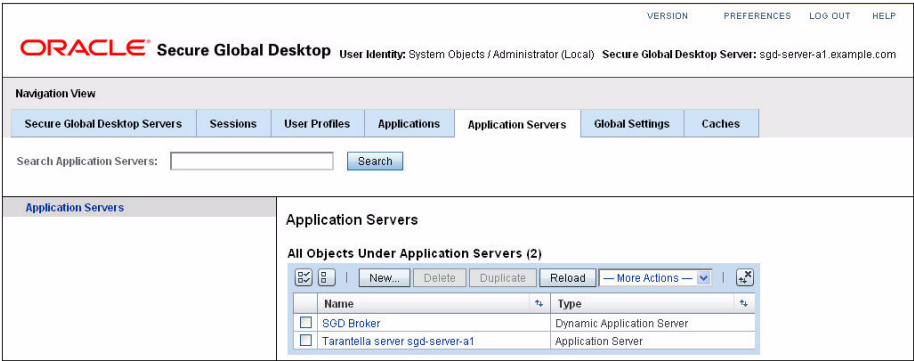 VERSION PREFERENCES LOG OUT HELP
ORACLE Secure Global Desktop User Identity: System Objects / Administrator (Local) Secure Global Desktop Server: sgd-server-a1.example.com
Navigation View
Secure Global Desktop Servers Sessions User Profiles Applications Application Servers Global Settings Caches
Search Application Servers: Search
Application Servers
Application Servers
All Objects Under Application Servers (2)
New... Delete Duplicate Reload — More Actions —
Name Type
SGD Broker Dynamic Application Server
Tarantella server sgd-server-a1 Application Server